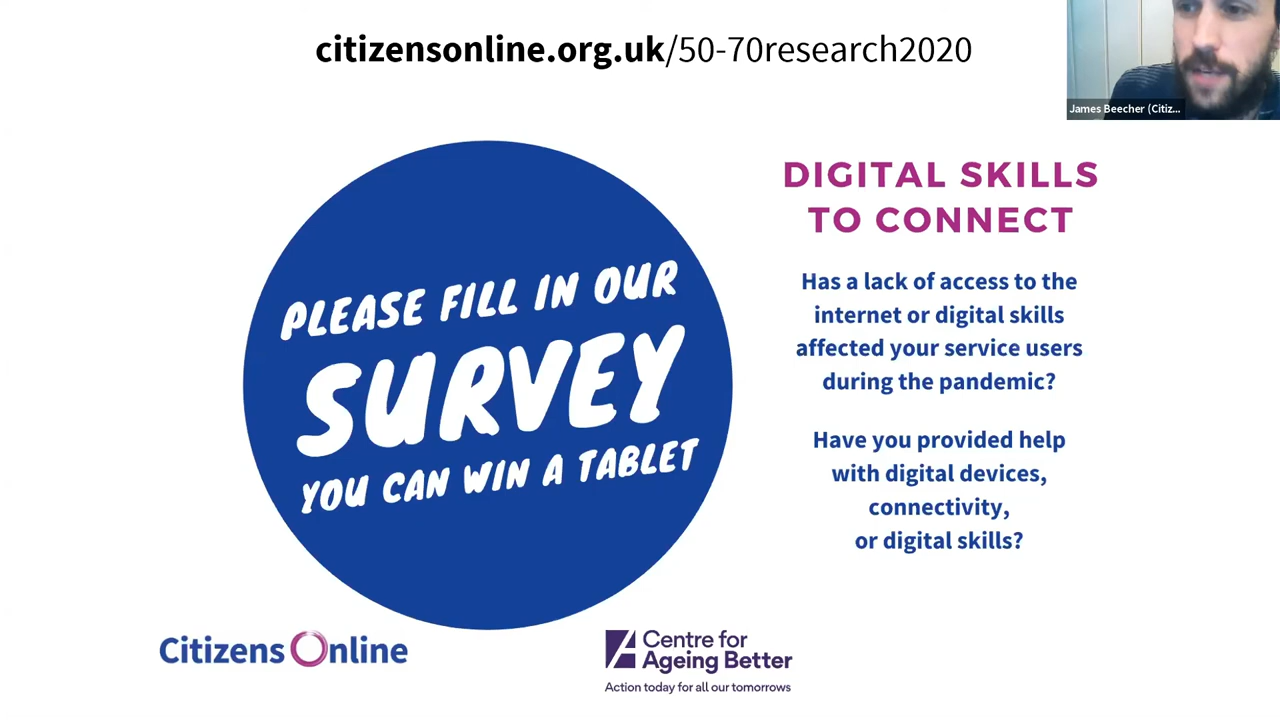 citizensonline.org.uk/50-70research2020
James Beecher (Citiz...
PLEASE FILL IN OUR
SURVEY
YOU CAN WIN A TABLET
DIGITAL SKILLS
TO CONNECT
Has a lack of access to the
internet or digital skills
affected your service users
during the pandemic?
Have you provided help
with digital devices,
connectivity,
or digital skills?
Citizens Online
Centre for
Ageing Better
Action today for all our tomorrows